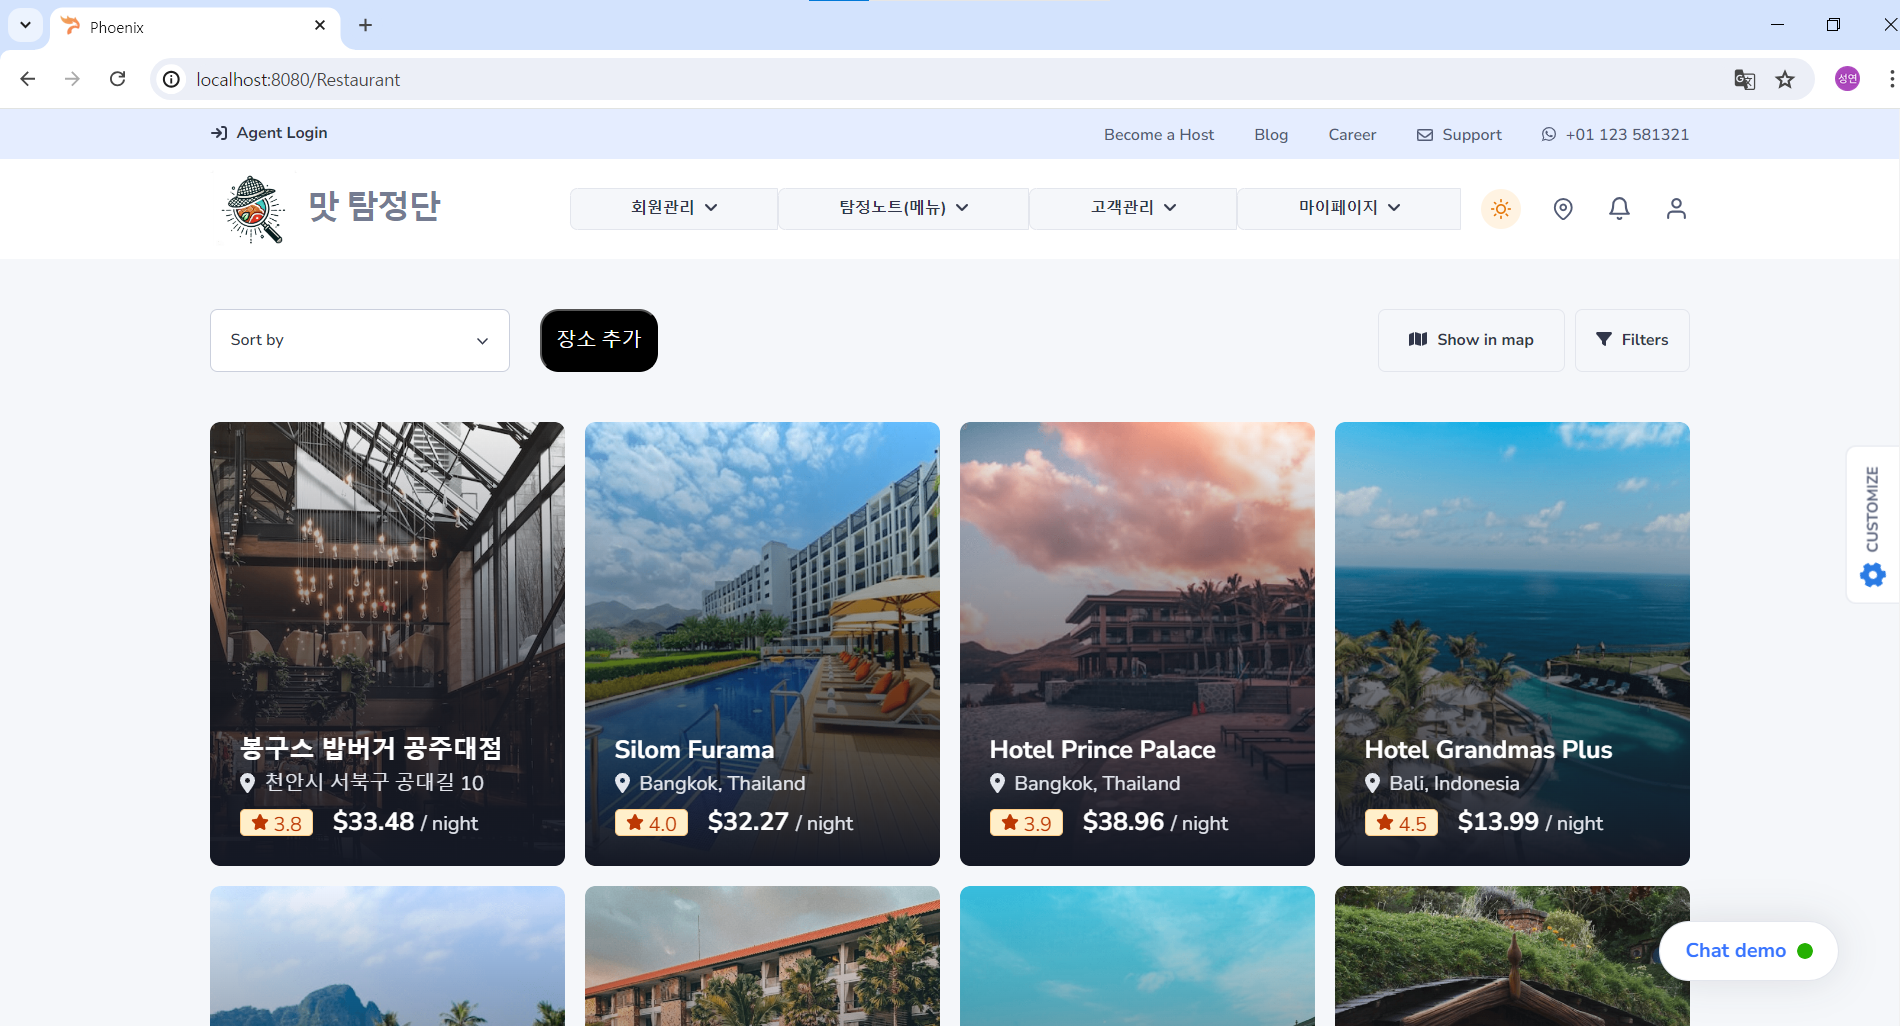 Phoenix
localhost:8080/Restaurant
성연
Agent Login
Become a Host
Blog
Career
Support
+01 123 581321
맛 탐정단
회원관리
탐정노트(메뉴)
고객관리
마이페이지
Sort by
장소 추가
Show in map
Filters
CUSTOMIZE
봉구스 밥버거 공주대점
천안시 서북구 공대길 10
3.8 $33.48 / night
Silom Furama
Bangkok, Thailand
4.0 $32.27 / night
Hotel Prince Palace
Bangkok, Thailand
3.9 $38.96 / night
Hotel Grandmas Plus
Bali, Indonesia
4.5 $13.99 / night
Chat demo